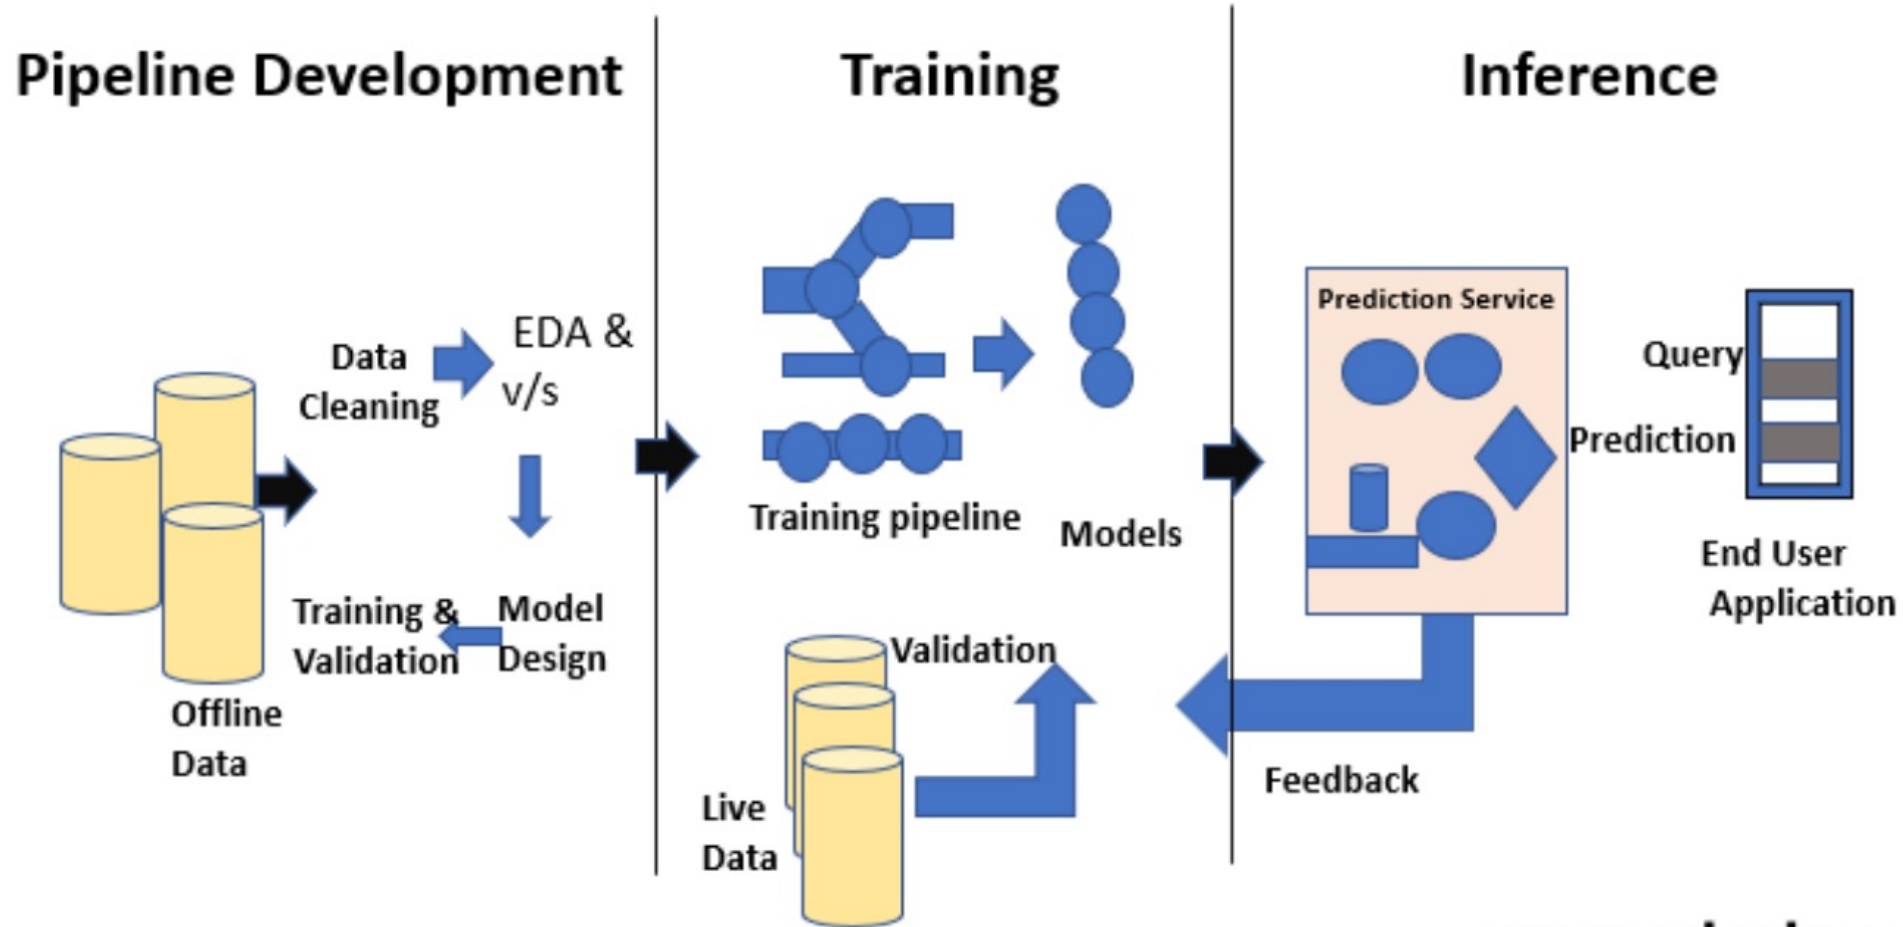 Pipeline Development
Training
Inference
Data
Cleaning
EDA &
v/s
Training &
Validation
Model
Design
Offline
Data
Training pipeline
Models
Validation
Live
Data
Prediction Service
Query
Prediction
End User
Application
Feedback